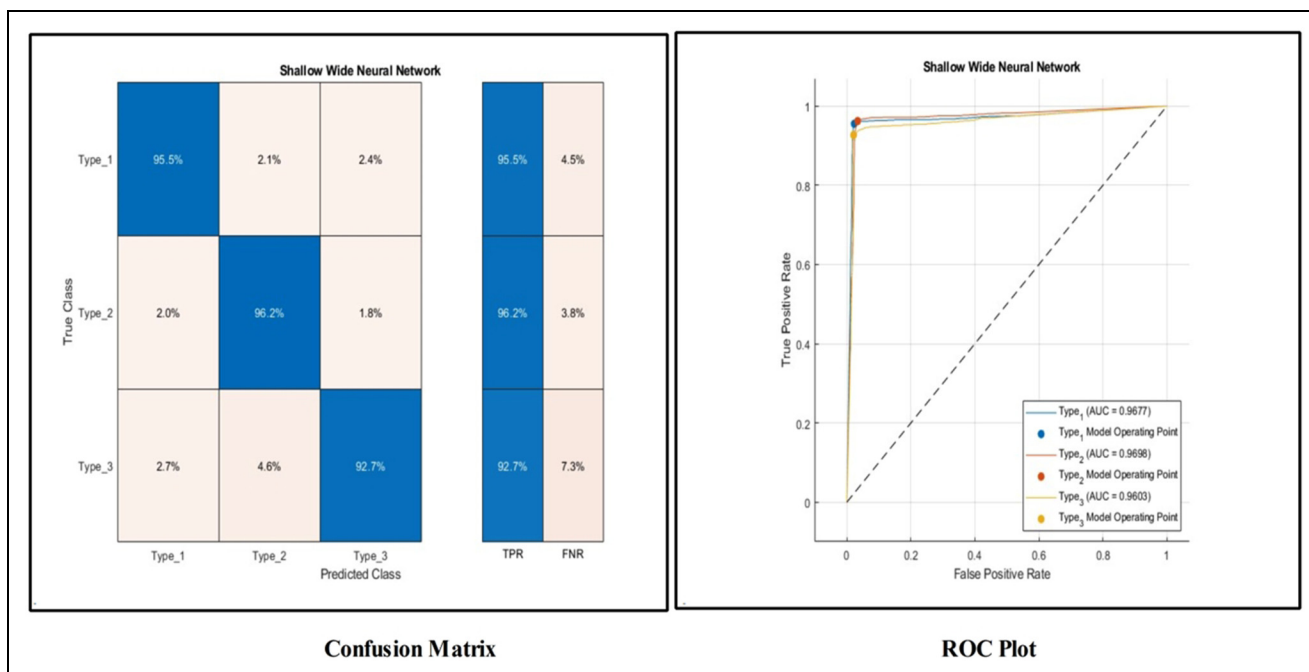 Shallow Wide Neural Network
Type_1 95.5% 2.1% 2.4% 95.5% 4.5%
True Class
Type_2 2.0% 96.2% 1.8% 96.2% 3.8%
Type_3 2.7% 4.6% 92.7% 92.7% 7.3%
Type_1 Type_2 Type_3 TPR FNR
Predicted Class
Confusion Matrix
Shallow Wide Neural Network
True Positive Rate
1
0.8
0.6
0.4
0.2
0
Type1 (AUC = 0.9677)
Type1 Model Operating Point
Type2 (AUC = 0.9698)
Type2 Model Operating Point
Type3 (AUC = 0.9603)
Type3 Model Operating Point
0 0.2 0.4 0.6 0.8 1
False Positive Rate
ROC Plot